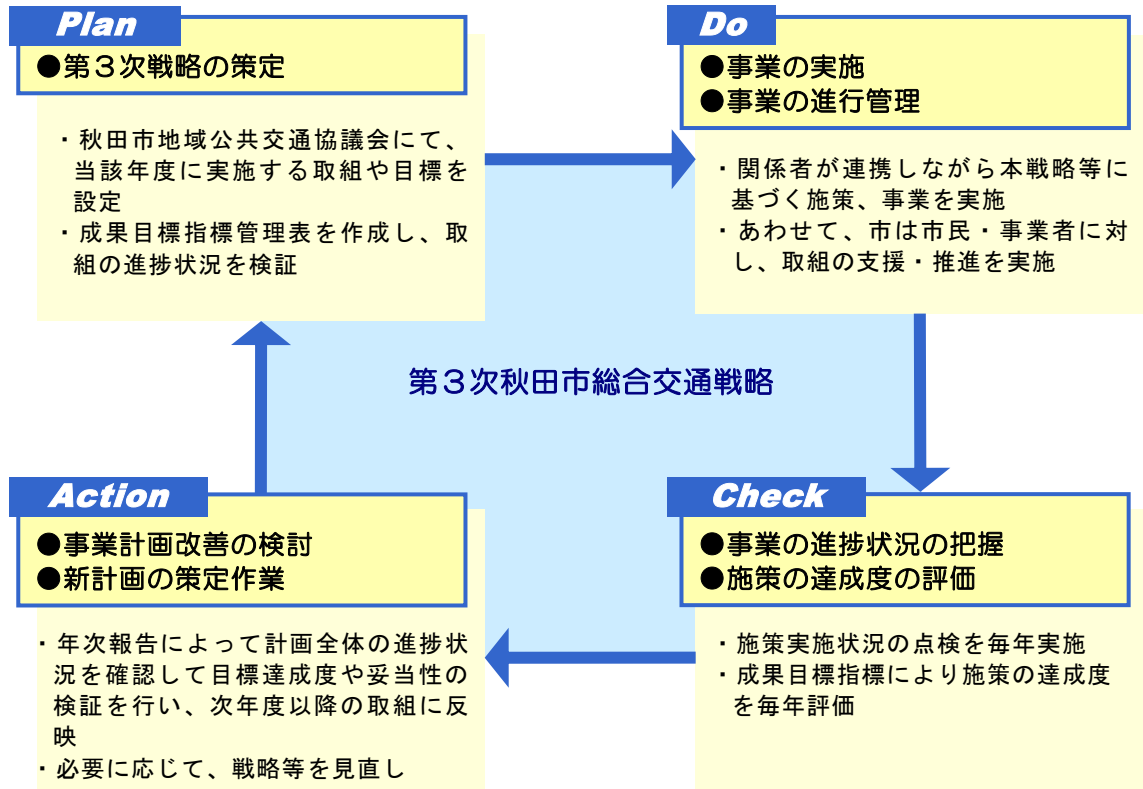 Plan
●第３次戦略の策定
・秋田市地域公共交通協議会にて、
当該年度に実施する取組や目標を
設定
・成果目標指標管理表を作成し、取
組の進捗状況を検証
Do
●事業の実施
●事業の進行管理
・関係者が連携しながら本戦略等に
基づく施策、事業を実施
・あわせて、市は市民・事業者に対
し、取組の支援・推進を実施
第３次秋田市総合交通戦略
Action
●事業計画改善の検討
●新計画の策定作業
・年次報告によって計画全体の進捗状
況を確認して目標達成度や妥当性の
検証を行い、次年度以降の取組に反
映
・必要に応じて、戦略等を見直し
Check
●事業の進捗状況の把握
●施策の達成度の評価
・施策実施状況の点検を毎年実施
・成果目標指標により施策の達成度
を毎年評価